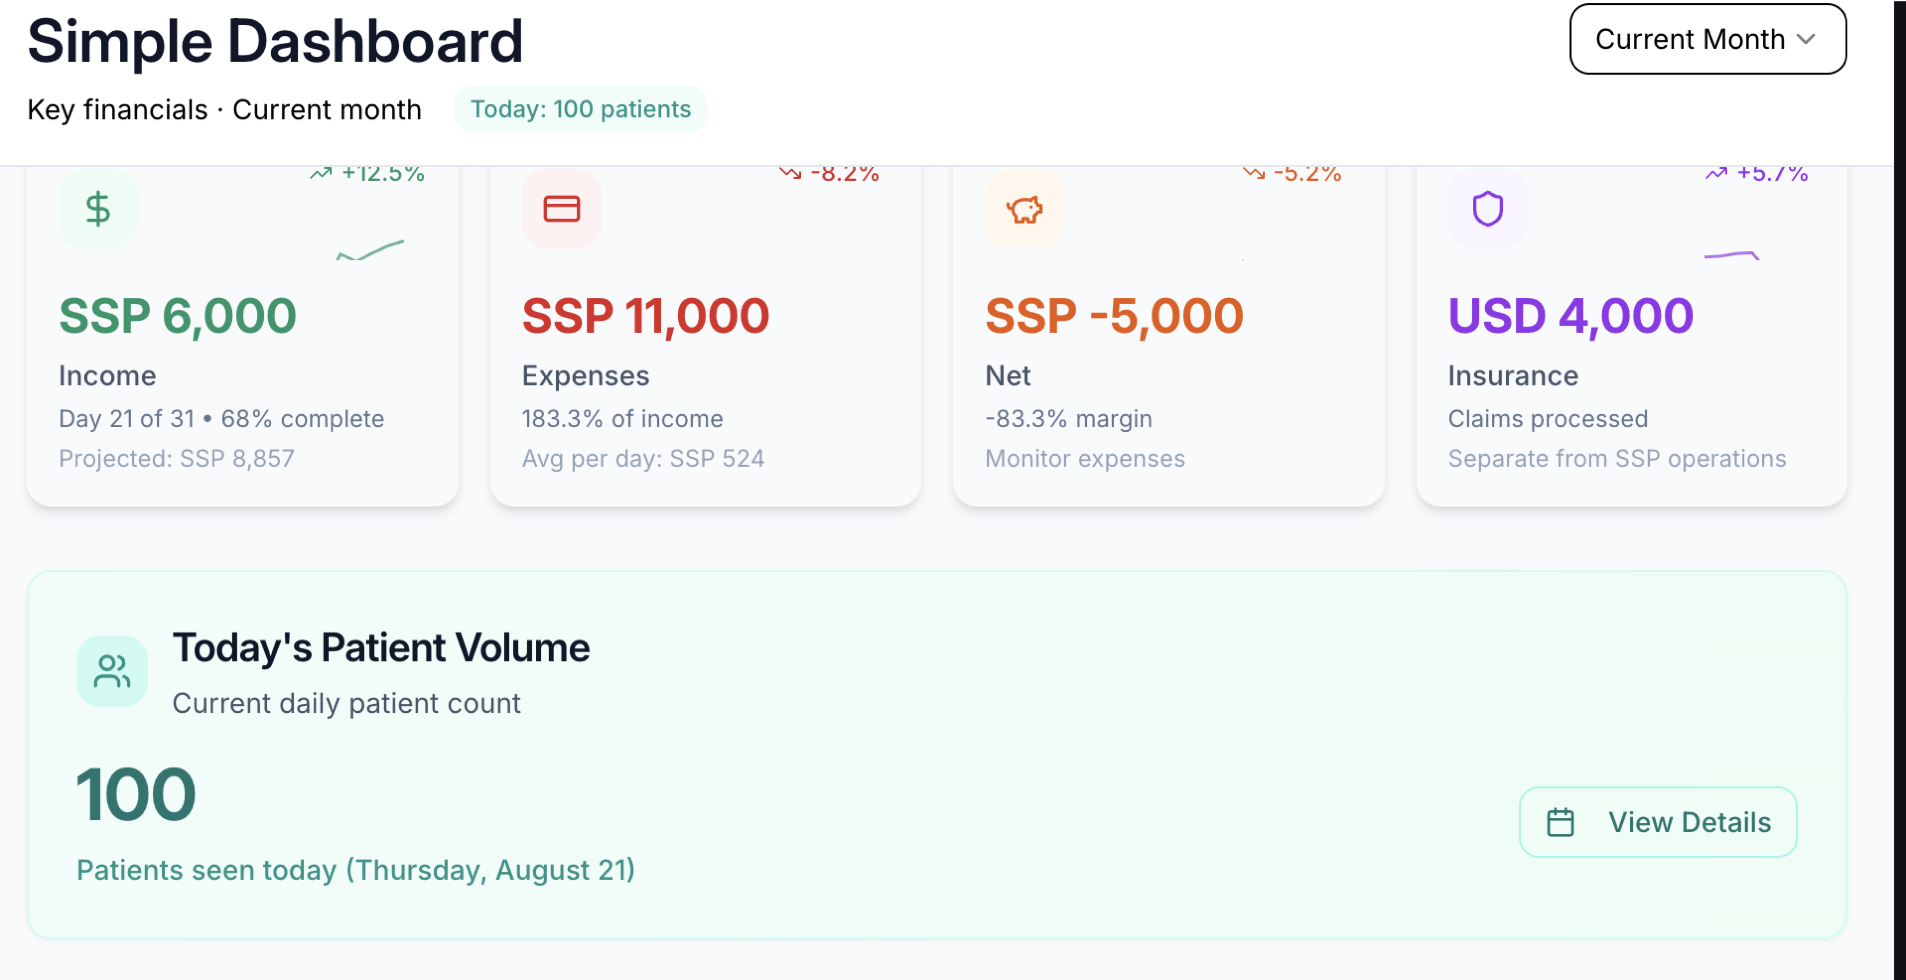 Simple Dashboard
Current Month
Key financials · Current month
Today: 100 patients
+12.5%
-8.2%
-5.2%
+5.7%
SSP 6,000
Income
Day 21 of 31 • 68% complete
Projected: SSP 8,857
SSP 11,000
Expenses
183.3% of income
Avg per day: SSP 524
SSP -5,000
Net
-83.3% margin
Monitor expenses
USD 4,000
Insurance
Claims processed
Separate from SSP operations
Today's Patient Volume
Current daily patient count
100
Patients seen today (Thursday, August 21)
View Details